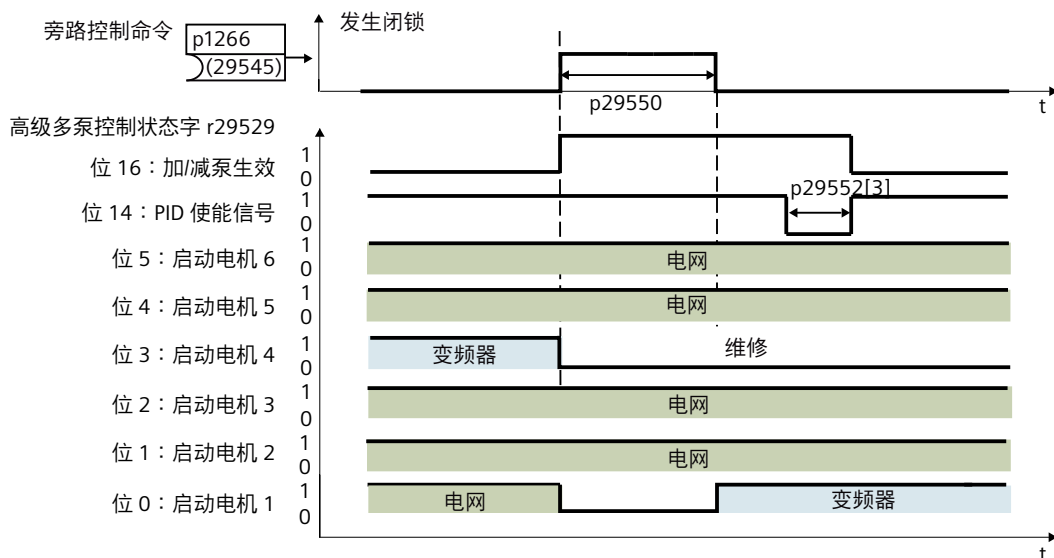 旁路控制命令
p1266
(29545)
发生闭锁
p29550
t
高级多泵控制状态字 r29529
位 16：加/减泵生效
1
0
p29552[3]
位 14：PID 使能信号
1
0
位 5：启动电机 6
1
0
电网
位 4：启动电机 5
1
0
电网
位 3：启动电机 4
1
0
变频器
维修
位 2：启动电机 3
1
0
电网
位 1：启动电机 2
1
0
电网
位 0：启动电机 1
1
0
电网
变频器
t